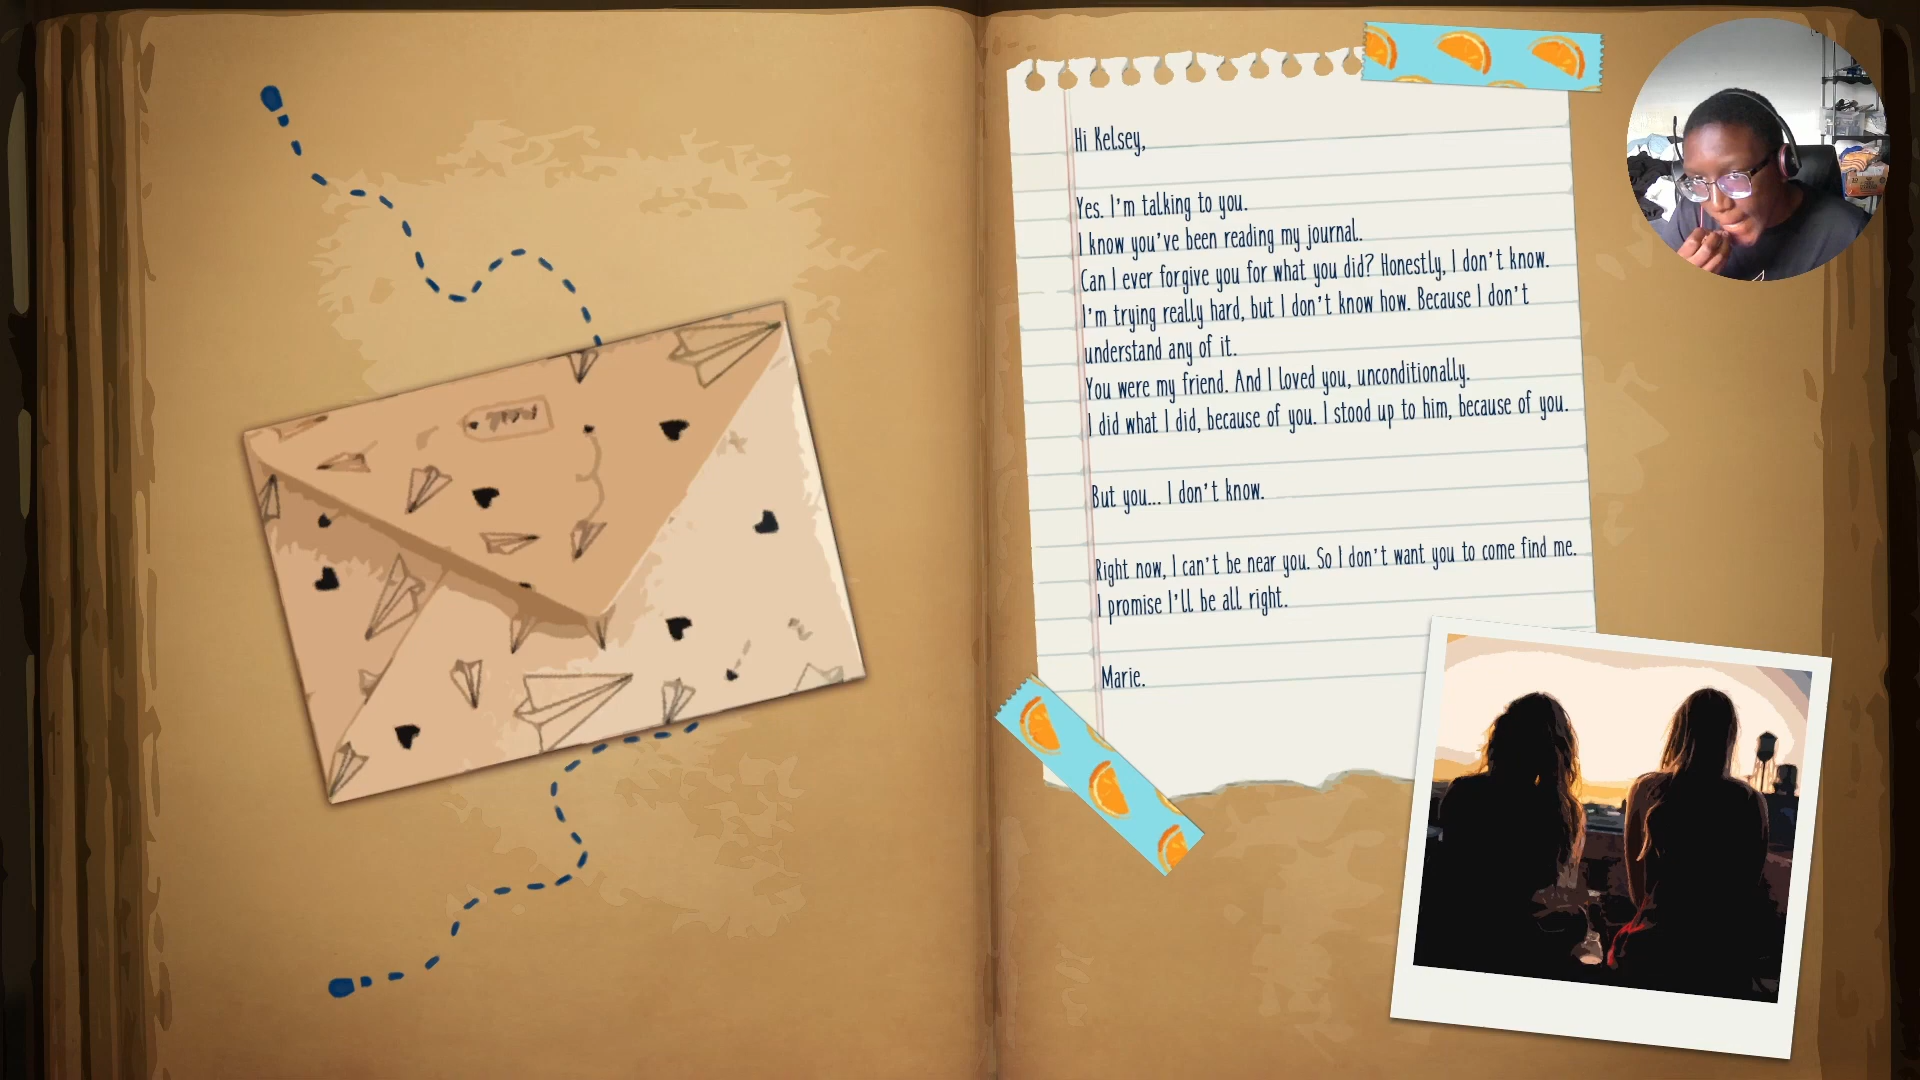 Hi Kelsey,
Yes. I'm talking to you.
I know you've been reading my journal.
Can I ever forgive you for what you did? Honestly, I don't know.
I'm trying really hard, but I don't know how. Because I don't
understand any of it.
You were my friend. And I loved you, unconditionally.
I did what I did, because of you. I stood up to him, because of you.
But you... I don't know.
Right now, I can't be near you. So I don't want you to come find me.
I promise I'll be all right.
Marie.